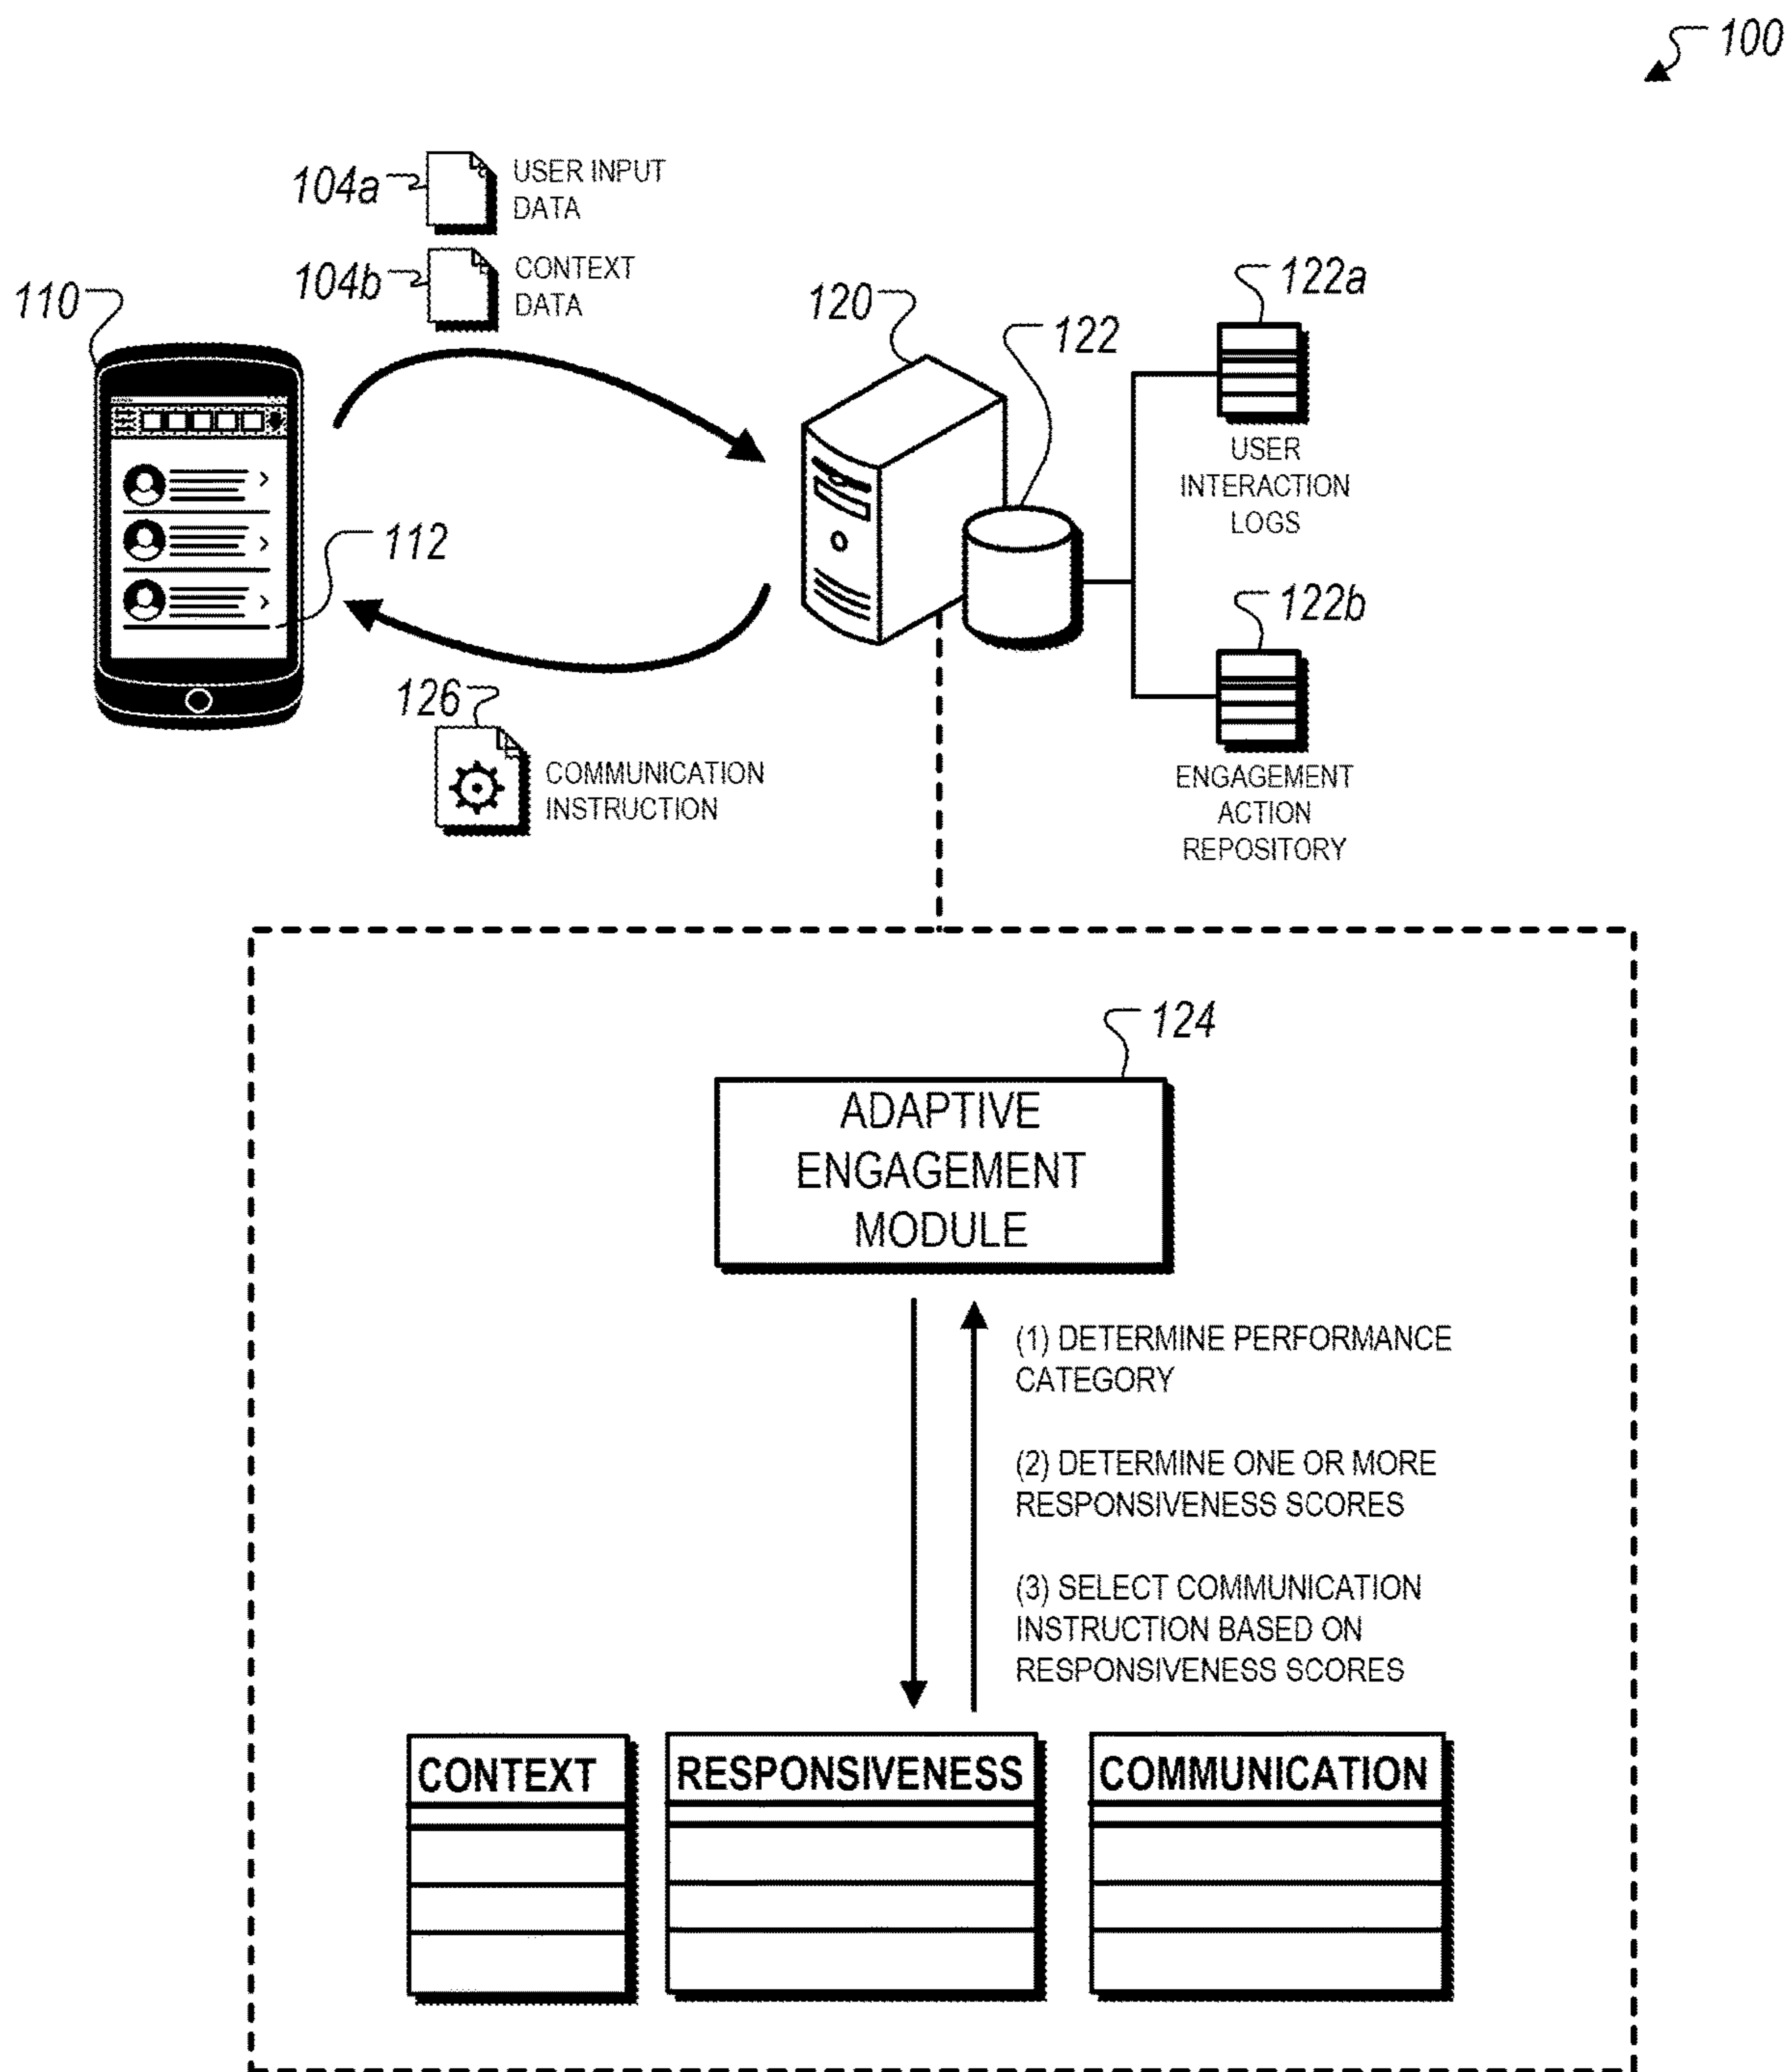 100
104a
USER INPUT
DATA
104b
CONTEXT
DATA
110
120
122
122a
USER
INTERACTION
LOGS
112
122b
ENGAGEMENT
ACTION
REPOSITORY
126
COMMUNICATION
INSTRUCTION
124
ADAPTIVE
ENGAGEMENT
MODULE
(1) DETERMINE PERFORMANCE
CATEGORY
(2) DETERMINE ONE OR MORE
RESPONSIVENESS SCORES
(3) SELECT COMMUNICATION
INSTRUCTION BASED ON
RESPONSIVENESS SCORES
CONTEXT
RESPONSIVENESS
COMMUNICATION